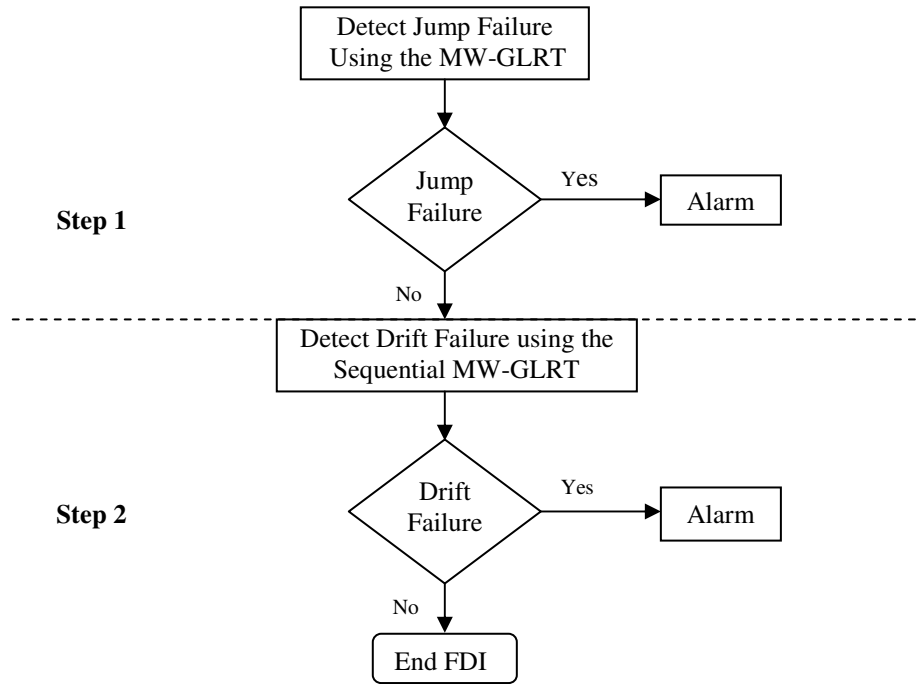 Detect Jump Failure
Using the MW-GLRT
Jump
Failure
Yes
Alarm
Step 1
No
Detect Drift Failure using the
Sequential MW-GLRT
Drift
Failure
Yes
Alarm
Step 2
No
End FDI